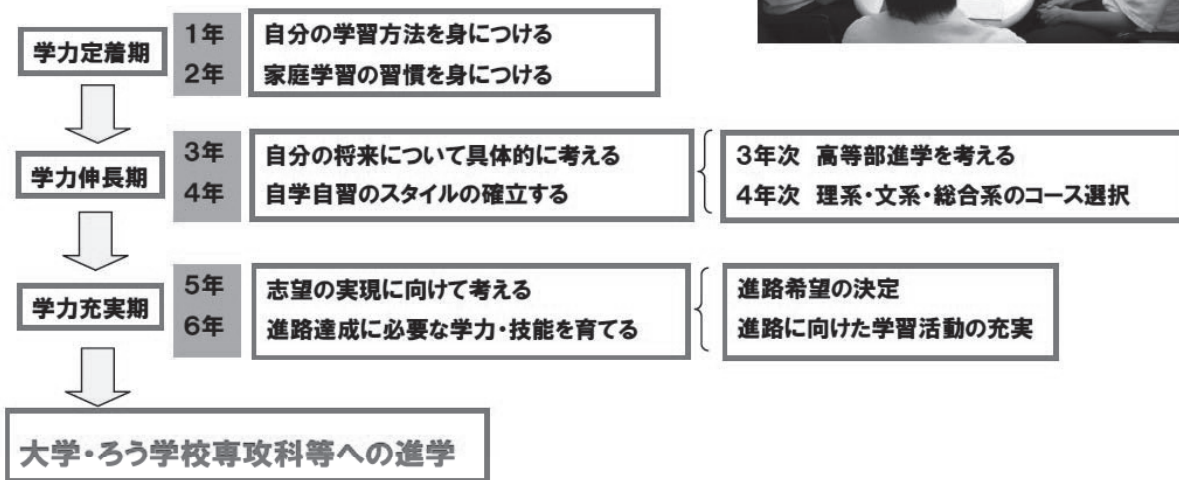 学力定着期
1年 自分の学習方法を身につける
2年 家庭学習の習慣を身につける
学力伸長期
3年 自分の将来について具体的に考える
4年 自学自習のスタイルの確立する
3年次 高等部進学を考える
4年次 理系・文系・総合系のコース選択
学力充実期
5年 志望の実現に向けて考える
6年 進路達成に必要な学力・技能を育てる
進路希望の決定
進路に向けた学習活動の充実
大学・ろう学校専攻科等への進学